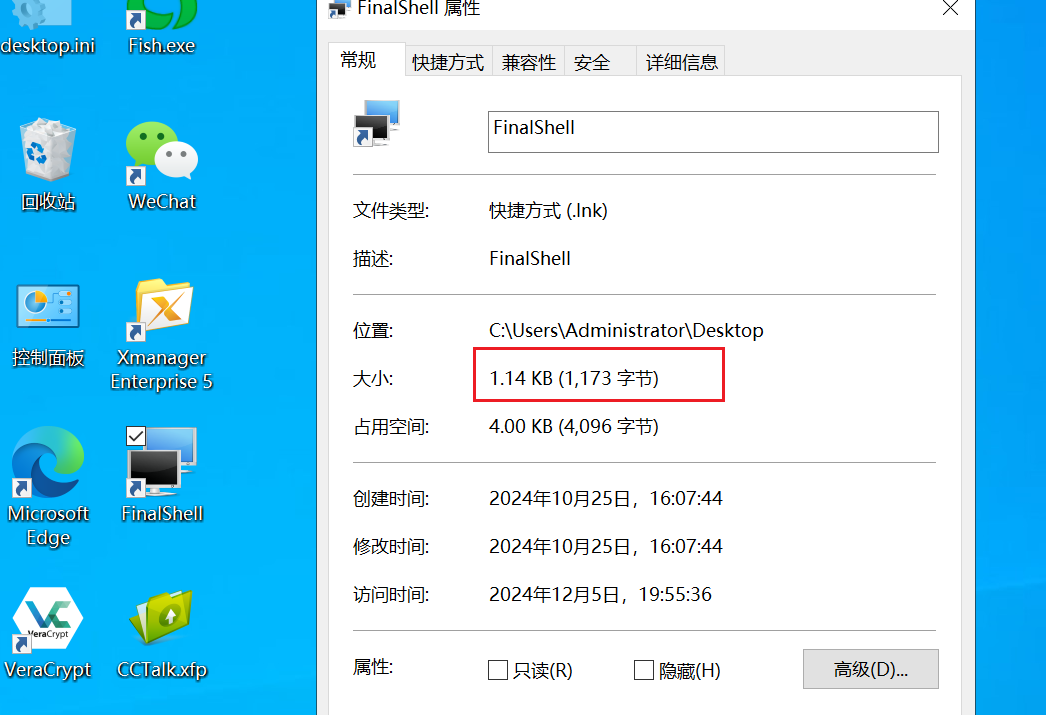 desktop.ini
Fish.exe
回收站
WeChat
控制面板
Xmanager
Enterprise 5
Microsoft
Edge
FinalShell
VC
VeraCrypt
VeraCrypt
CCTalk.xfp
FinalShell 属性
常规
快捷方式
兼容性
安全
详细信息
FinalShell
文件类型:
快捷方式 (.lnk)
描述:
FinalShell
位置:
C:\Users\Administrator\Desktop
大小:
1.14 KB (1,173 字节)
占用空间:
4.00 KB (4,096 字节)
创建时间:
2024年10月25日，16:07:44
修改时间:
2024年10月25日，16:07:44
访问时间:
2024年12月5日，19:55:36
属性:
只读(R)
隐藏(H)
高级(D)...